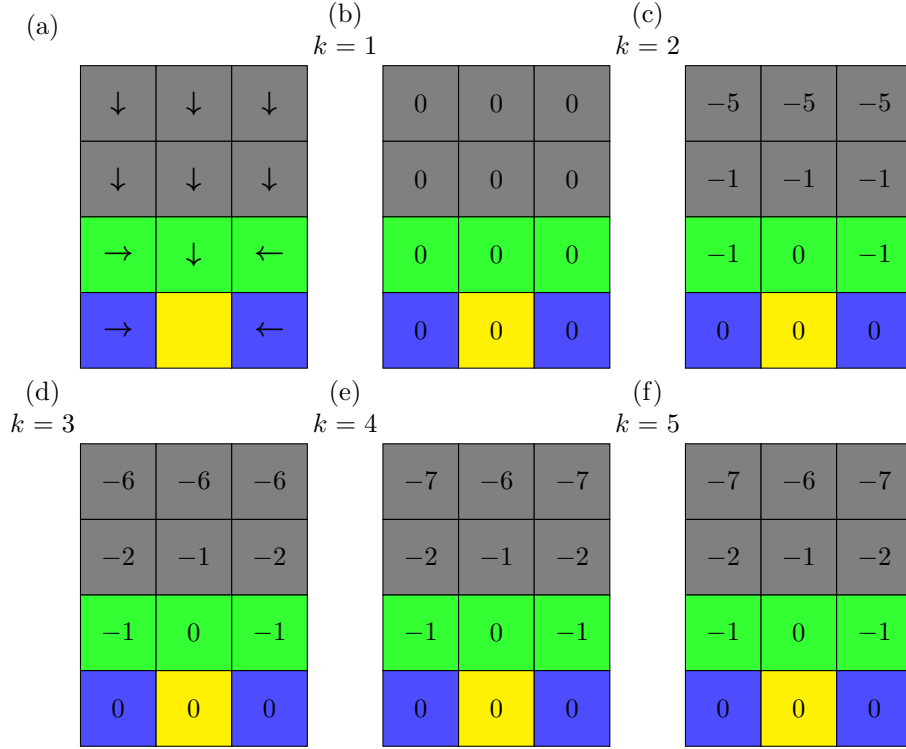 (a)
↓ ↓ ↓
↓ ↓ ↓
→ ↓ ←
→ ←
(b)
k = 1
0 0 0
0 0 0
0 0 0
0 0 0
(c)
k = 2
−5 −5 −5
−1 −1 −1
−1 0 −1
0 0 0
(d)
k = 3
−6 −6 −6
−2 −1 −2
−1 0 −1
0 0 0
(e)
k = 4
−7 −6 −7
−2 −1 −2
−1 0 −1
0 0 0
(f)
k = 5
−7 −6 −7
−2 −1 −2
−1 0 −1
0 0 0